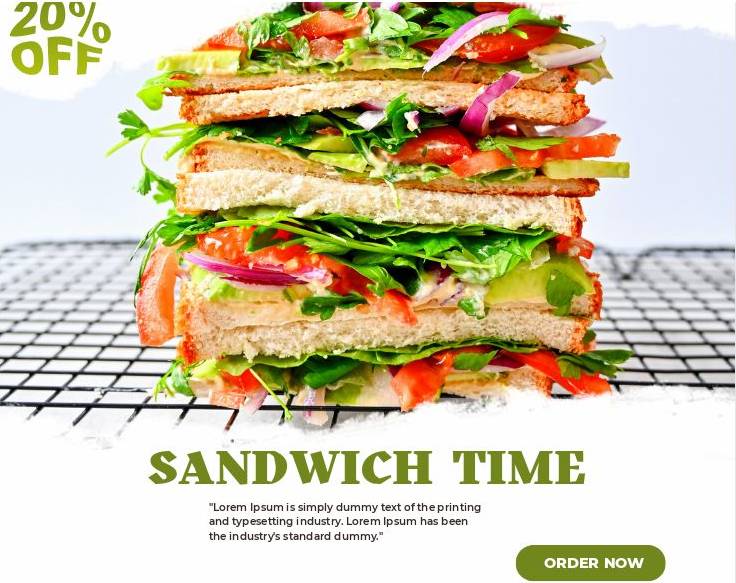 20%
OFF
SANDWICH TIME
"Lorem Ipsum is simply dummy text of the printing
and typesetting industry. Lorem Ipsum has been
the industry's standard dummy."
ORDER NOW